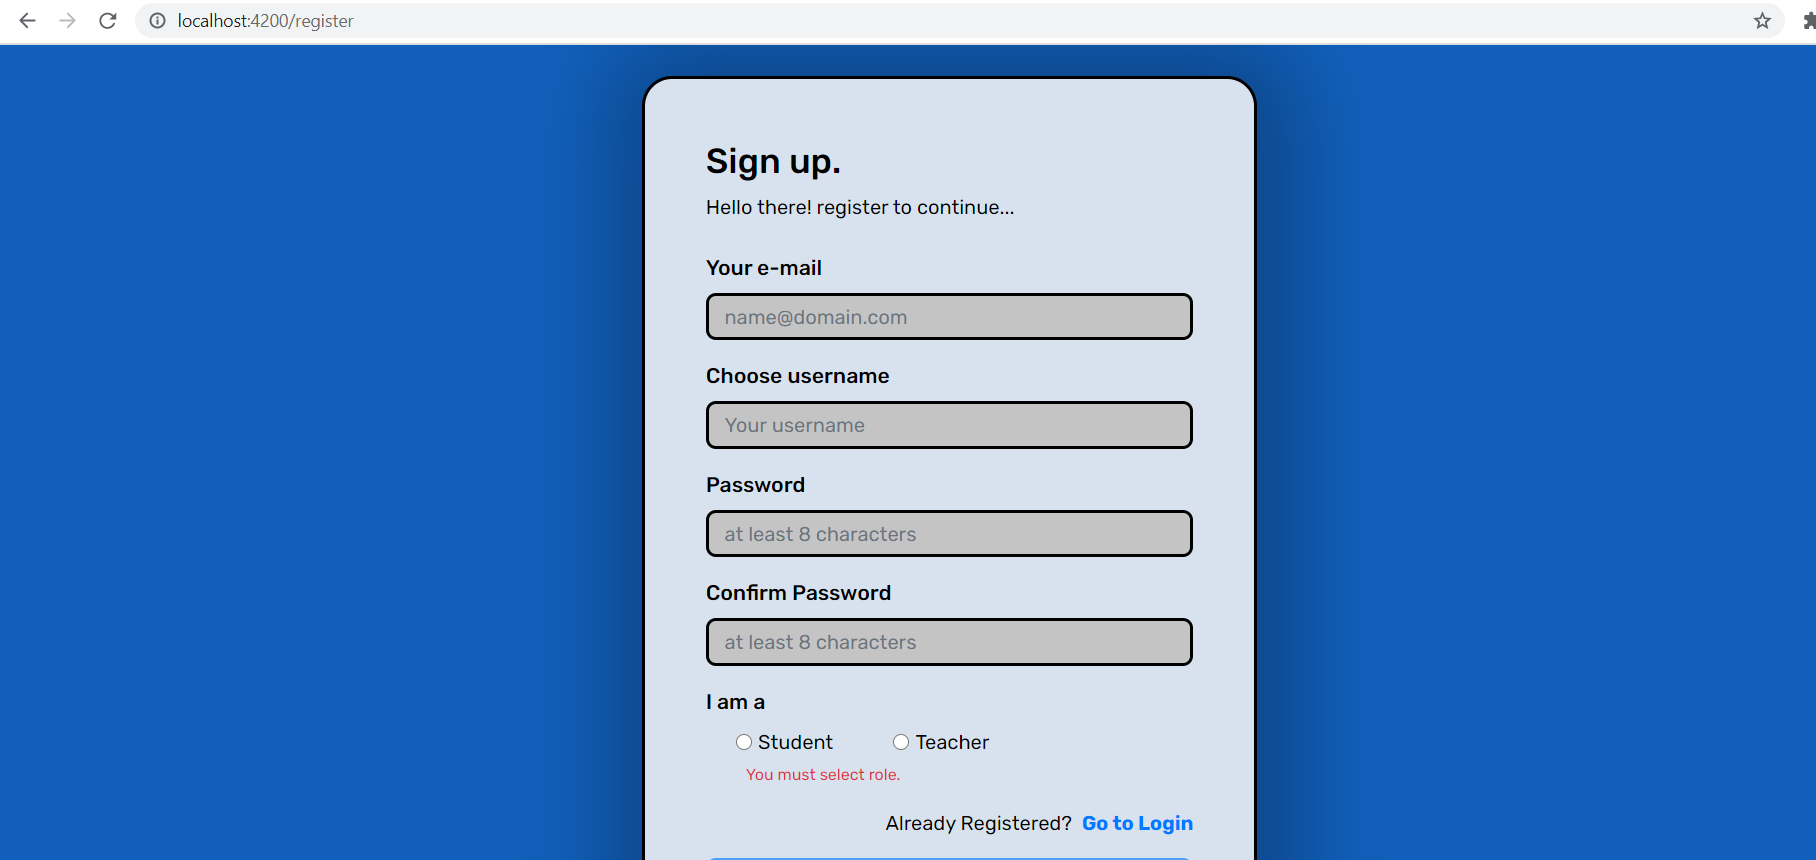 localhost:4200/register
Sign up.
Hello there! register to continue...
Your e-mail
name@domain.com
Choose username
Your username
Password
at least 8 characters
Confirm Password
at least 8 characters
I am a
Student Teacher
You must select role.
Already Registered? Go to Login